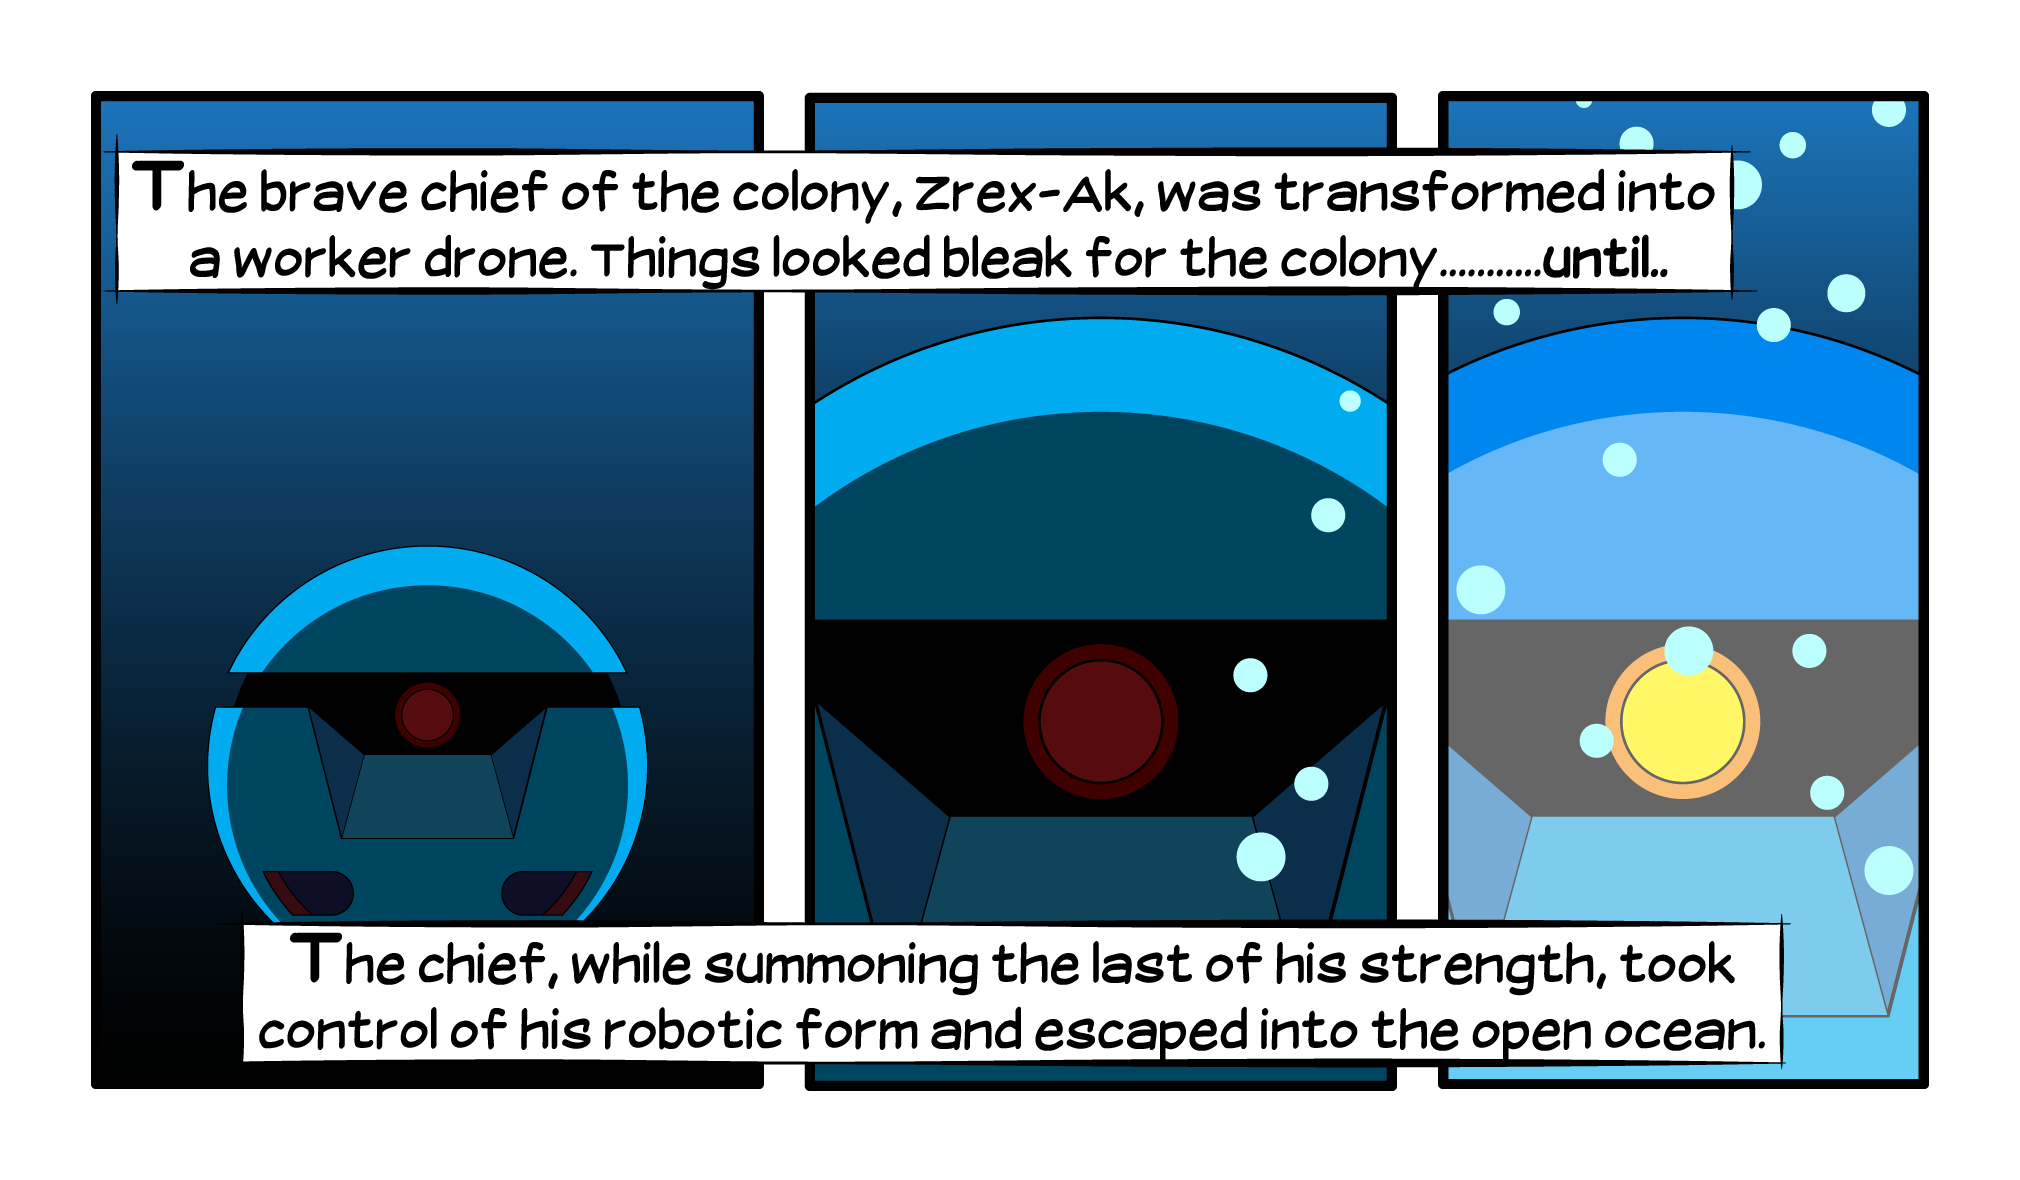 The brave chief of the colony, Zrex-Ak, was transformed into
a worker drone. Things looked bleak for the colony...........until..
The chief, while summoning the last of his strength, took
control of his robotic form and escaped into the open ocean.